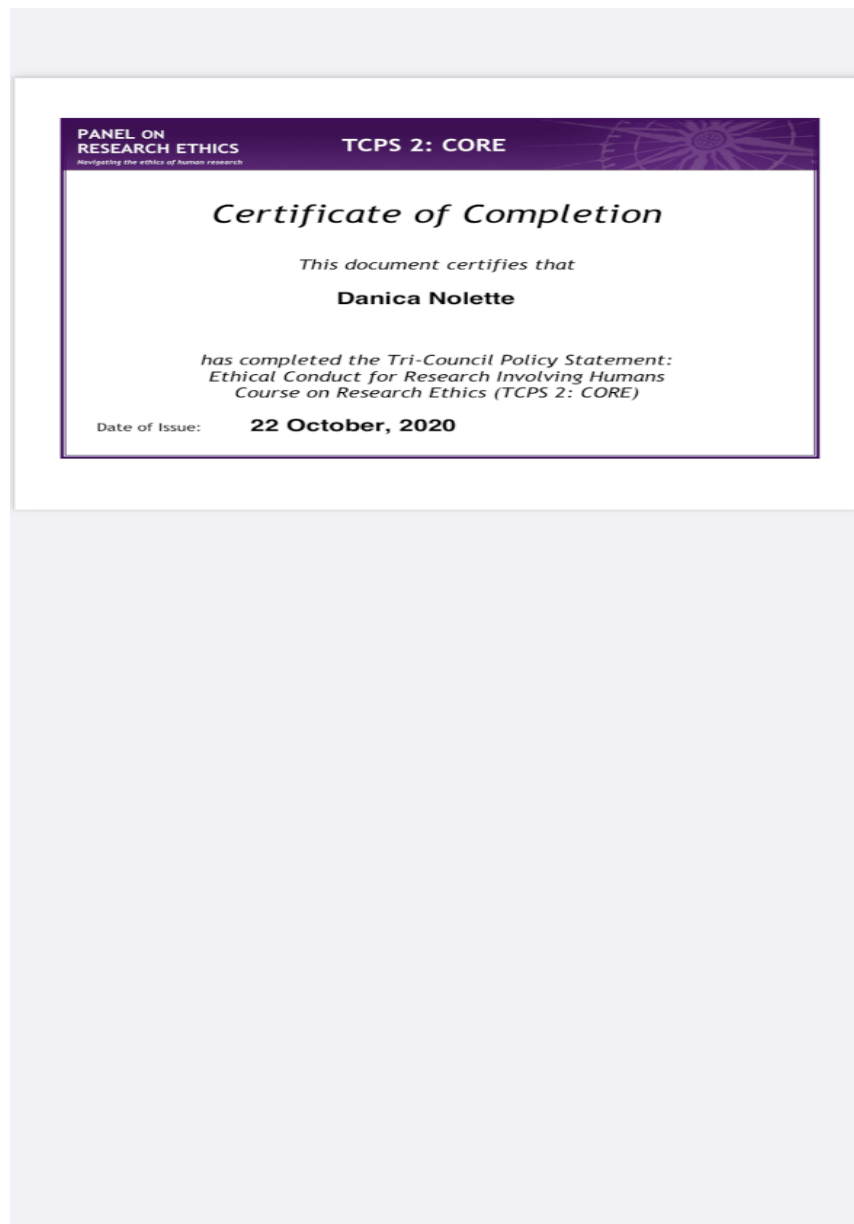 PANEL ON
RESEARCH ETHICS
Navigating the ethics of human research
TCPS 2: CORE
Certificate of Completion
This document certifies that
Danica Nolette
has completed the Tri-Council Policy Statement:
Ethical Conduct for Research Involving Humans
Course on Research Ethics (TCPS 2: CORE)
Date of Issue: 22 October, 2020